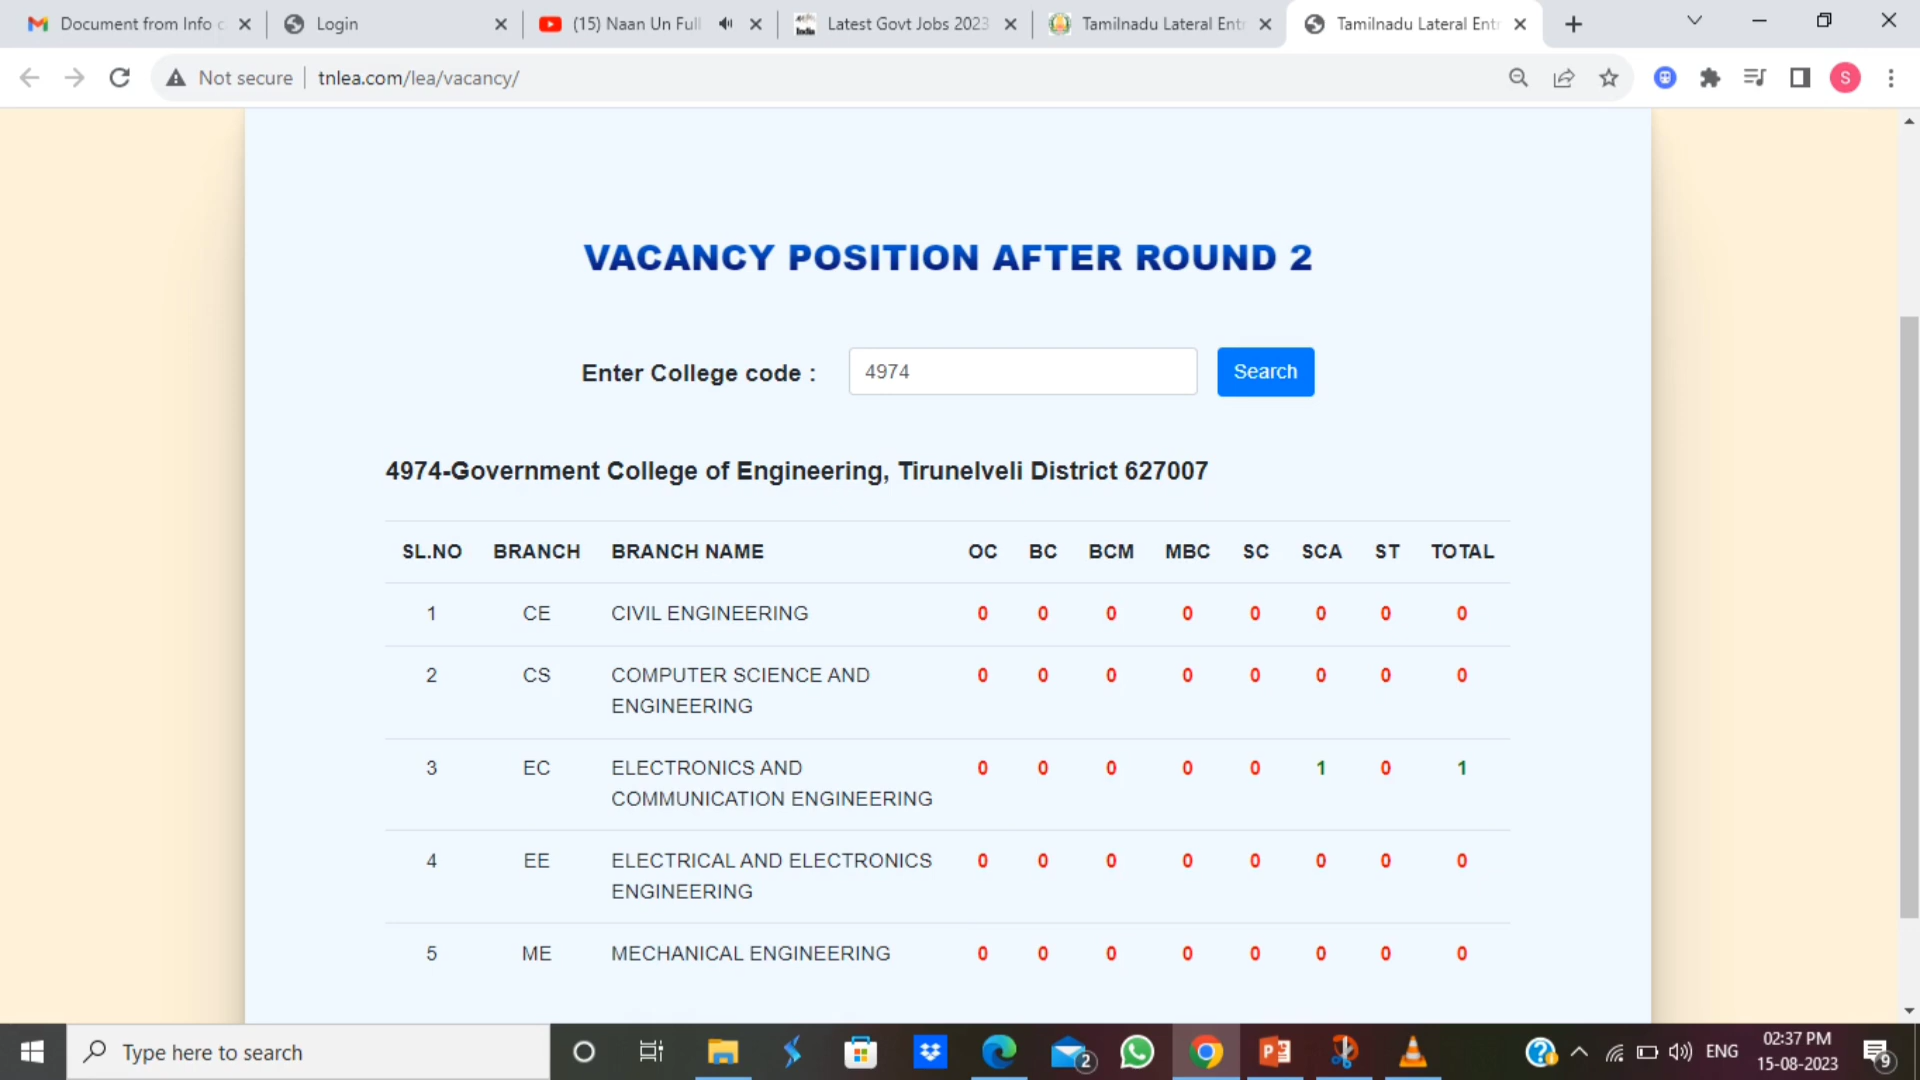 Document from Info c
Login
(15) Naan Un Full
Latest Govt Jobs 2023
Tamilnadu Lateral Entr
Tamilnadu Lateral Entr
Not secure
tnlea.com/lea/vacancy/
S
VACANCY POSITION AFTER ROUND 2
Enter College code : 4974 Search
4974-Government College of Engineering, Tirunelveli District 627007
SL.NO BRANCH BRANCH NAME OC BC BCM MBC SC SCA ST TOTAL
1 CE CIVIL ENGINEERING 0 0 0 0 0 0 0 0
2 CS COMPUTER SCIENCE AND 0 0 0 0 0 0 0 0
ENGINEERING
3 EC ELECTRONICS AND 0 0 0 0 0 1 0 1
COMMUNICATION ENGINEERING
4 EE ELECTRICAL AND ELECTRONICS 0 0 0 0 0 0 0 0
ENGINEERING
5 ME MECHANICAL ENGINEERING 0 0 0 0 0 0 0 0
Type here to search
2
ENG
02:37 PM
15-08-2023
9